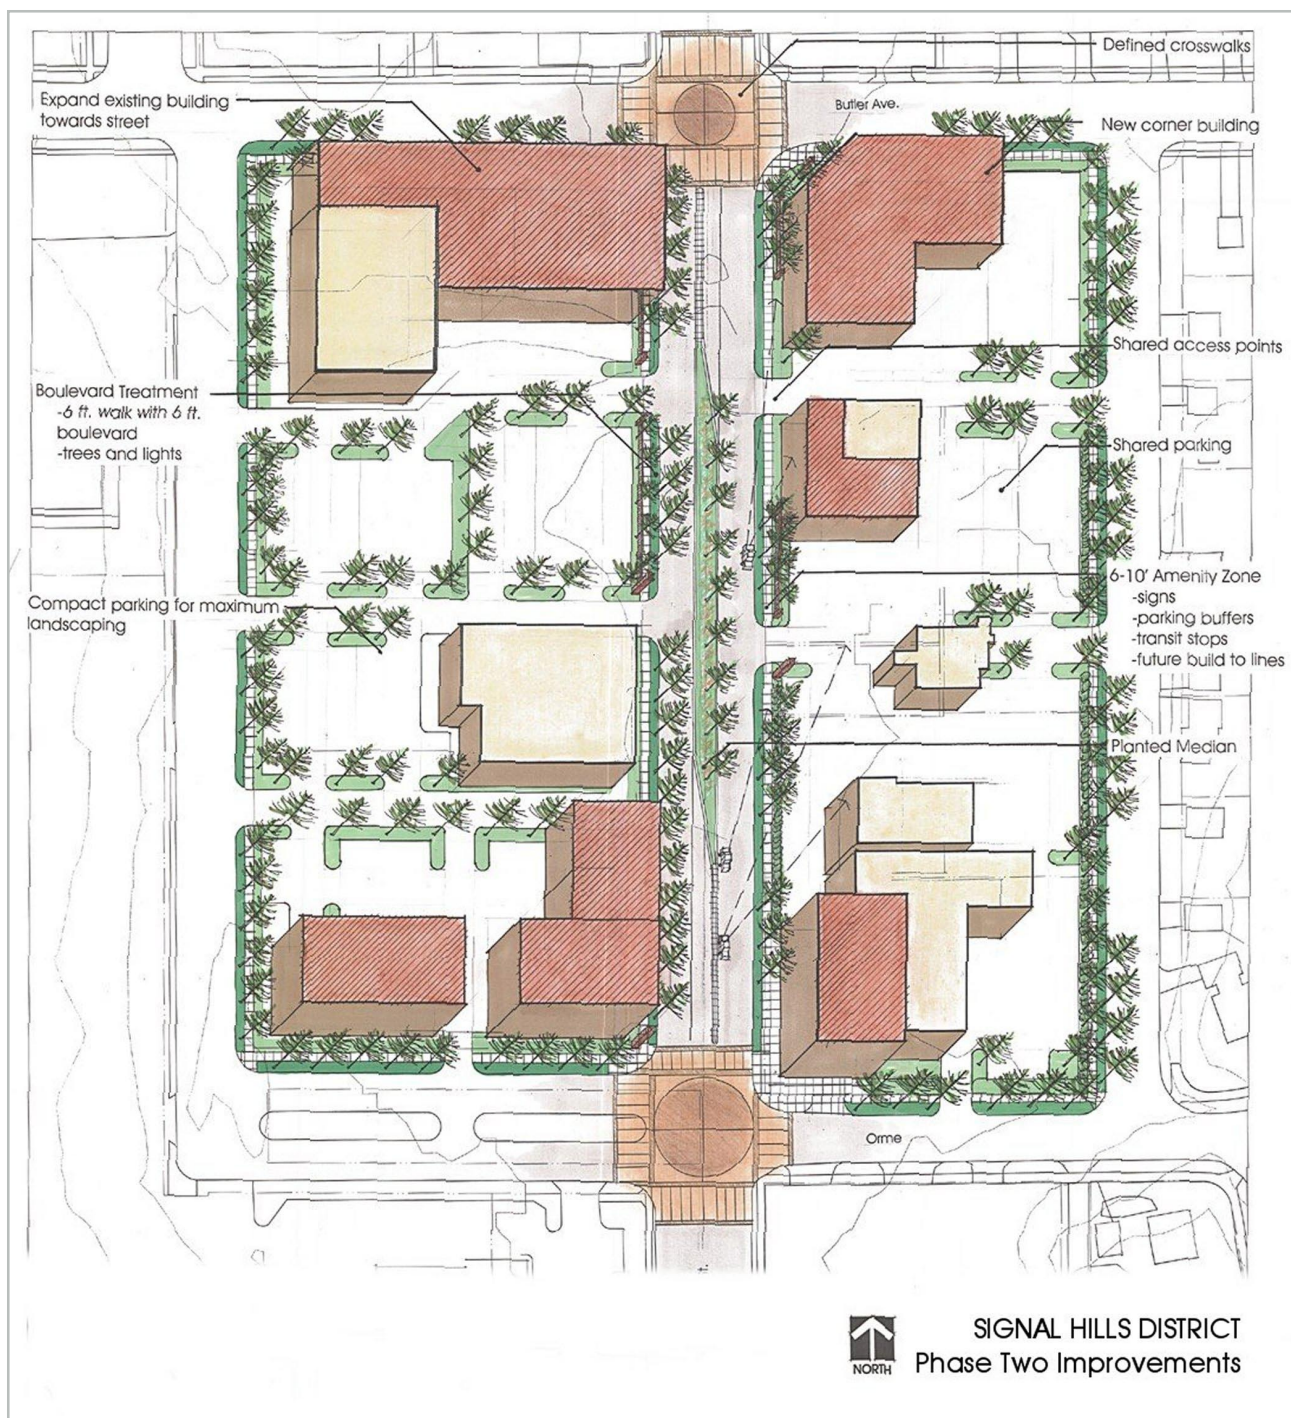 Defined crosswalks
Expand existing building
towards street
Butler Ave.
New corner building
Shared access points
Boulevard Treatment
-6 ft. walk with 6 ft.
boulevard
-trees and lights
Shared parking
6-10' Amenity Zone
-signs
-parking buffers
-transit stops
-future build to lines
Compact parking for maximum
landscaping
Planted Median
Orme
NORTH
SIGNAL HILLS DISTRICT
Phase Two Improvements